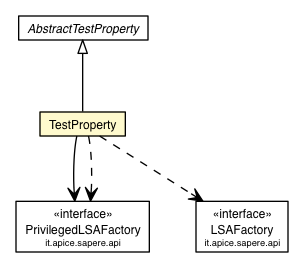 AbstractTestProperty
TestProperty
«interface»
PrivilegedLSAFactory
it.apice.sapere.api
«interface»
LSAFactory
it.apice.sapere.api